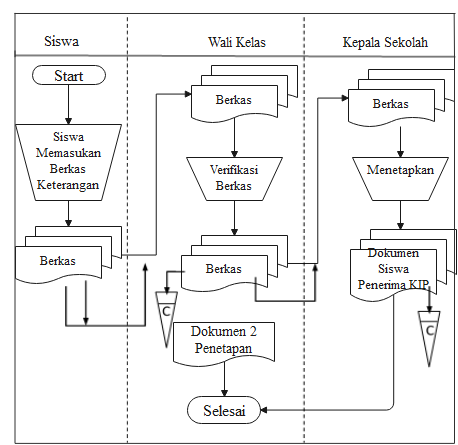 Siswa
Wali Kelas
Kepala Sekolah
Start
Siswa
Memasukan
Berkas
Keterangan
Berkas
Berkas
Verifikasi
Berkas
Berkas
C
Dokumen 2
Penetapan
Selesai
Berkas
Menetapkan
Dokumen
Siswa
Penerima KIP
C